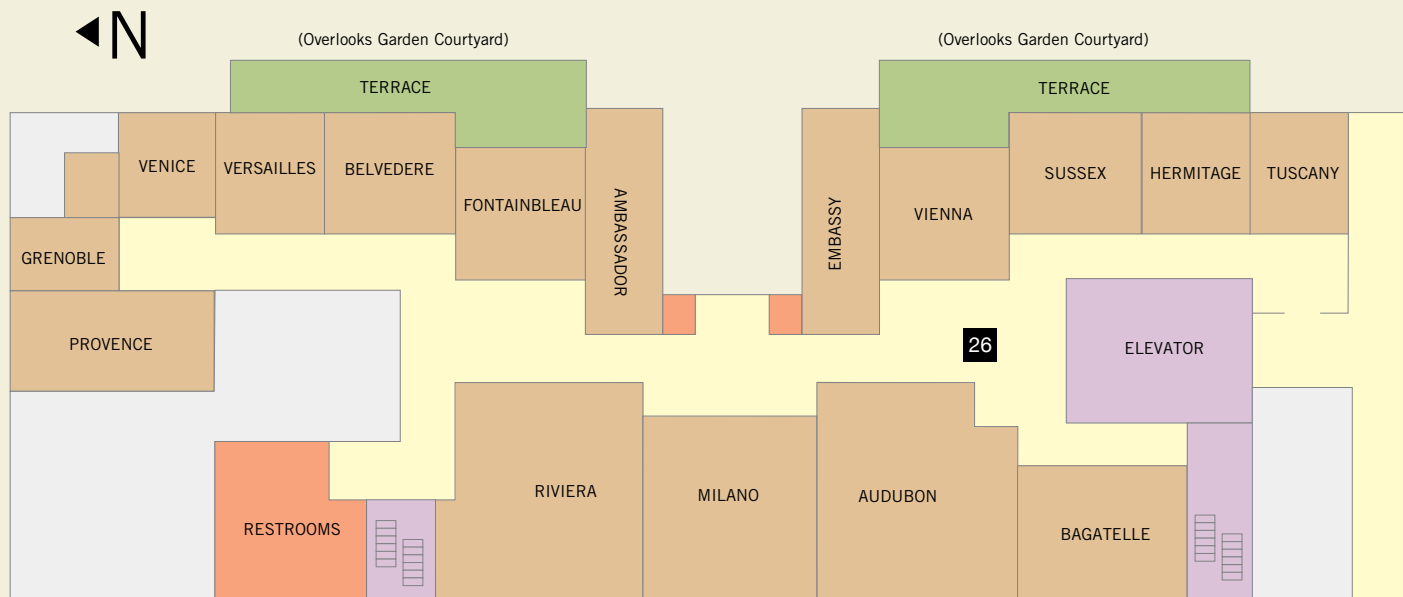 N
(Overlooks Garden Courtyard)
(Overlooks Garden Courtyard)
TERRACE
TERRACE
VENICE
VERSAILLES
BELVEDERE
FONTAINBLEAU
AMBASSADOR
EMBASSY
VIENNA
SUSSEX
HERMITAGE
TUSCANY
GRENOBLE
PROVENCE
26
ELEVATOR
RIVIERA
MILANO
AUDUBON
RESTROOMS
BAGATELLE